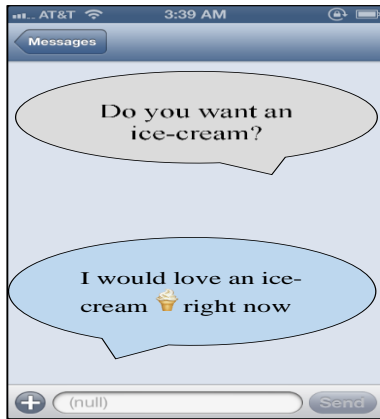 AT&T 3:39 AM
Messages
Do you want an
ice-cream?
I would love an ice-
cream 🍦 right now
(null)
Send